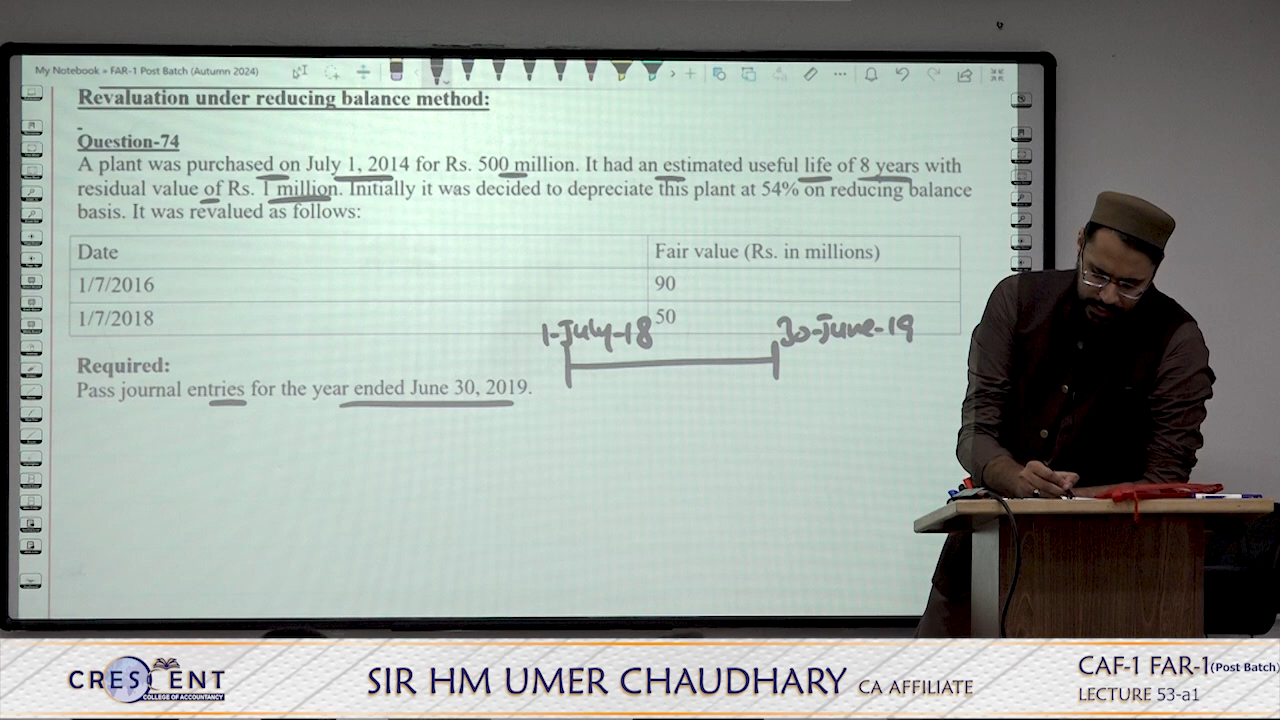 My Notebook » FAR-1 Post Batch (Autumn 2024)
Revaluation under reducing balance method:
Question-74
A plant was purchased on July 1, 2014 for Rs. 500 million. It had an estimated useful life of 8 years with
residual value of Rs. 1 million. Initially it was decided to depreciate this plant at 54% on reducing balance
basis. It was revalued as follows:
Date Fair value (Rs. in millions)
1/7/2016 90
1/7/2018 50
1-July-18 30-June-19
Required:
Pass journal entries for the year ended June 30, 2019.
CRESCENT
COLLEGE OF ACCOUNTANCY
SIR HM UMER CHAUDHARY CA AFFILIATE
CAF-1 FAR-1(Post Batch)
LECTURE 53-a1